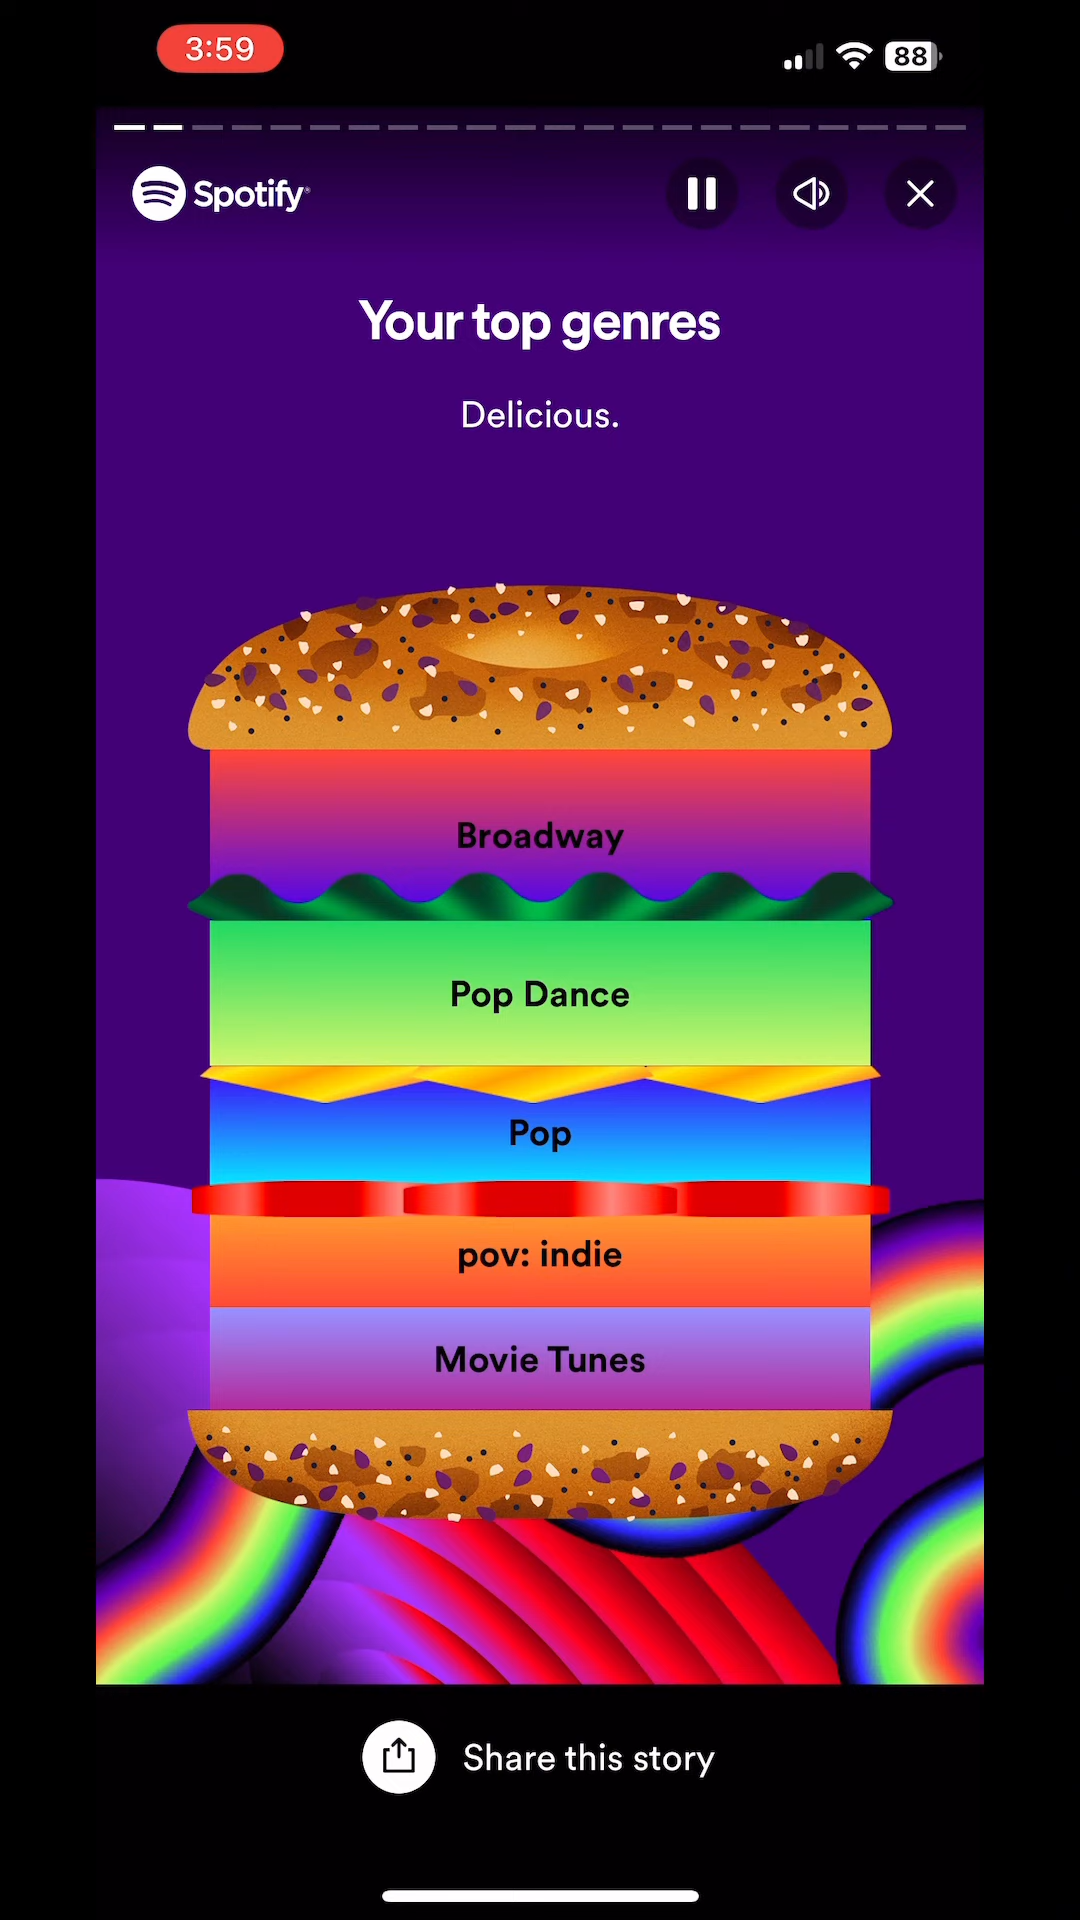 3:59
88
Spotify
Your top genres
Delicious.
Broadway
Pop Dance
Pop
pov: indie
Movie Tunes
Share this story